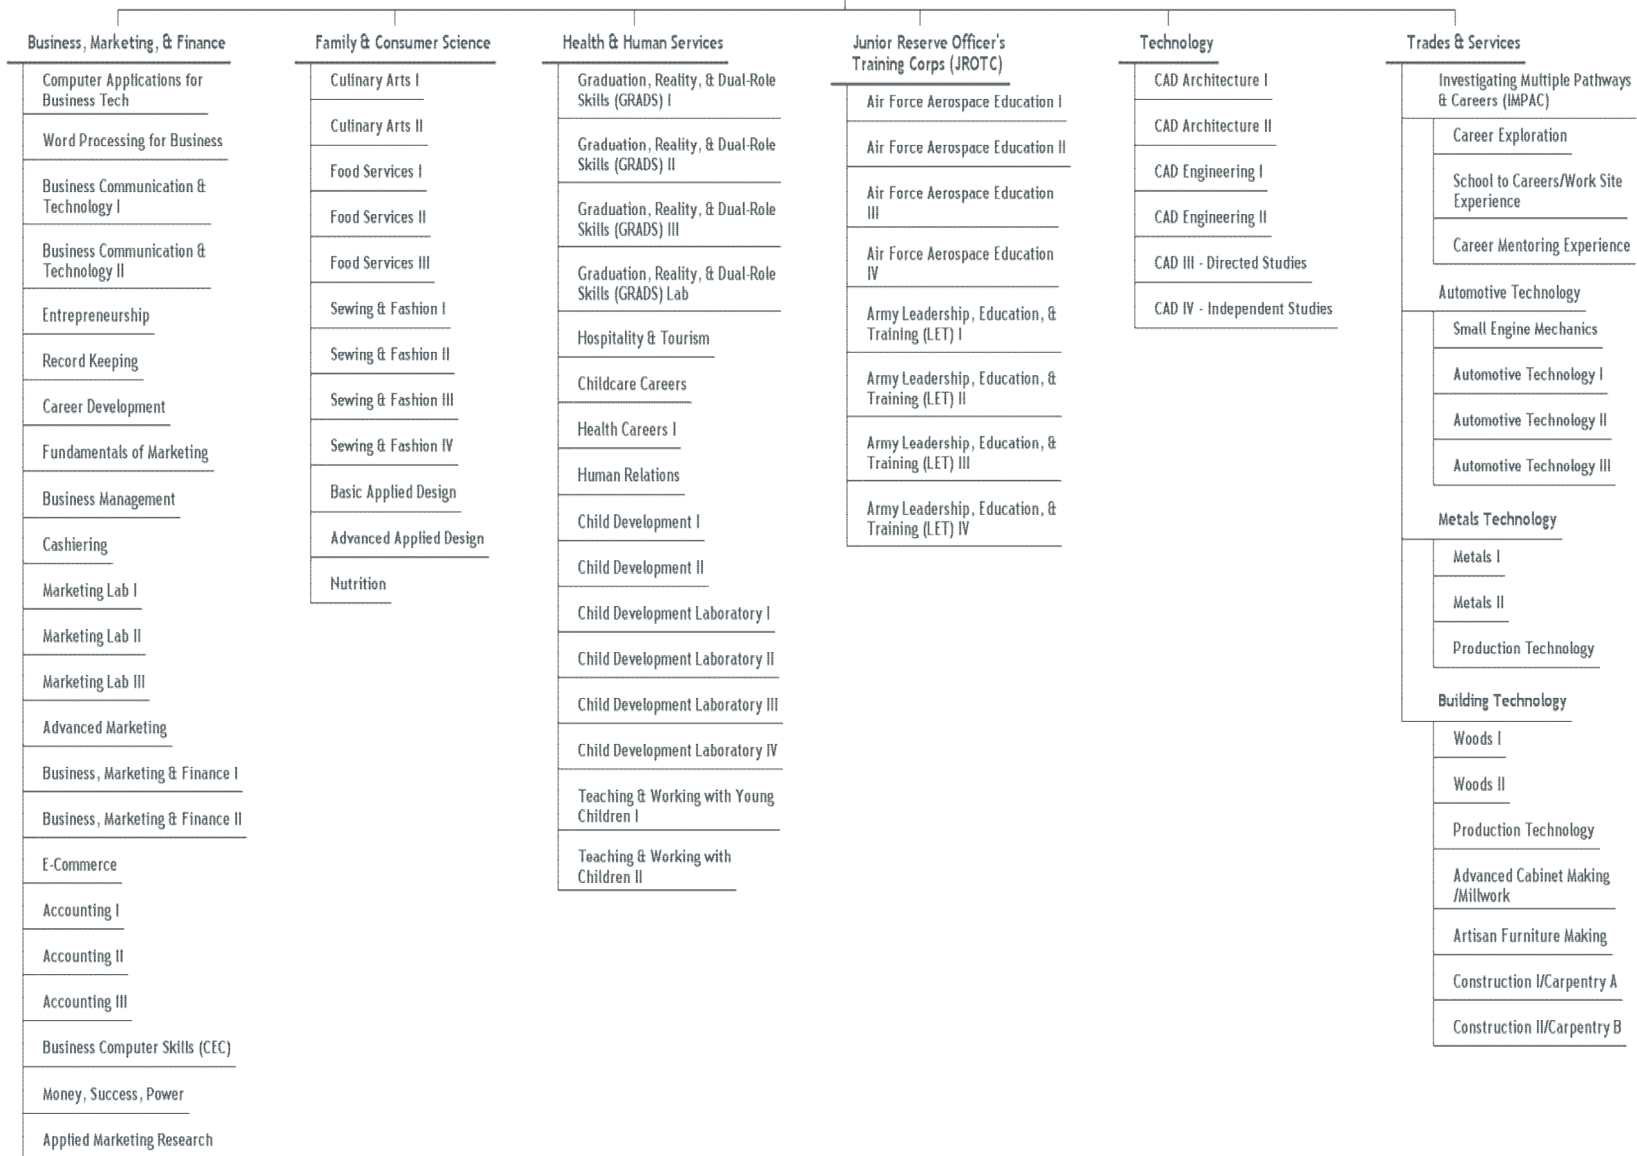 Business, Marketing, & Finance
Computer Applications for
Business Tech
Word Processing for Business
Business Communication &
Technology I
Business Communication &
Technology II
Entrepreneurship
Record Keeping
Career Development
Fundamentals of Marketing
Business Management
Cashiering
Marketing Lab I
Marketing Lab II
Marketing Lab III
Advanced Marketing
Business, Marketing & Finance I
Business, Marketing & Finance II
E-Commerce
Accounting I
Accounting II
Accounting III
Business Computer Skills (CEC)
Money, Success, Power
Applied Marketing Research
Family & Consumer Science
Culinary Arts I
Culinary Arts II
Food Services I
Food Services II
Food Services III
Sewing & Fashion I
Sewing & Fashion II
Sewing & Fashion III
Sewing & Fashion IV
Basic Applied Design
Advanced Applied Design
Nutrition
Health & Human Services
Graduation, Reality, & Dual-Role
Skills (GRADS) I
Graduation, Reality, & Dual-Role
Skills (GRADS) II
Graduation, Reality, & Dual-Role
Skills (GRADS) III
Graduation, Reality, & Dual-Role
Skills (GRADS) Lab
Hospitality & Tourism
Childcare Careers
Health Careers I
Human Relations
Child Development I
Child Development II
Child Development Laboratory I
Child Development Laboratory II
Child Development Laboratory III
Child Development Laboratory IV
Teaching & Working with Young
Children I
Teaching & Working with
Children II
Junior Reserve Officer's
Training Corps (JROTC)
Air Force Aerospace Education I
Air Force Aerospace Education II
Air Force Aerospace Education
III
Air Force Aerospace Education
IV
Army Leadership, Education, &
Training (LET) I
Army Leadership, Education, &
Training (LET) II
Army Leadership, Education, &
Training (LET) III
Army Leadership, Education, &
Training (LET) IV
Technology
CAD Architecture I
CAD Architecture II
CAD Engineering I
CAD Engineering II
CAD III - Directed Studies
CAD IV - Independent Studies
Trades & Services
Investigating Multiple Pathways
& Careers (IMPAC)
Career Exploration
School to Careers/Work Site
Experience
Career Mentoring Experience
Automotive Technology
Small Engine Mechanics
Automotive Technology I
Automotive Technology II
Automotive Technology III
Metals Technology
Metals I
Metals II
Production Technology
Building Technology
Woods I
Woods II
Production Technology
Advanced Cabinet Making
/Millwork
Artisan Furniture Making
Construction I/Carpentry A
Construction II/Carpentry B